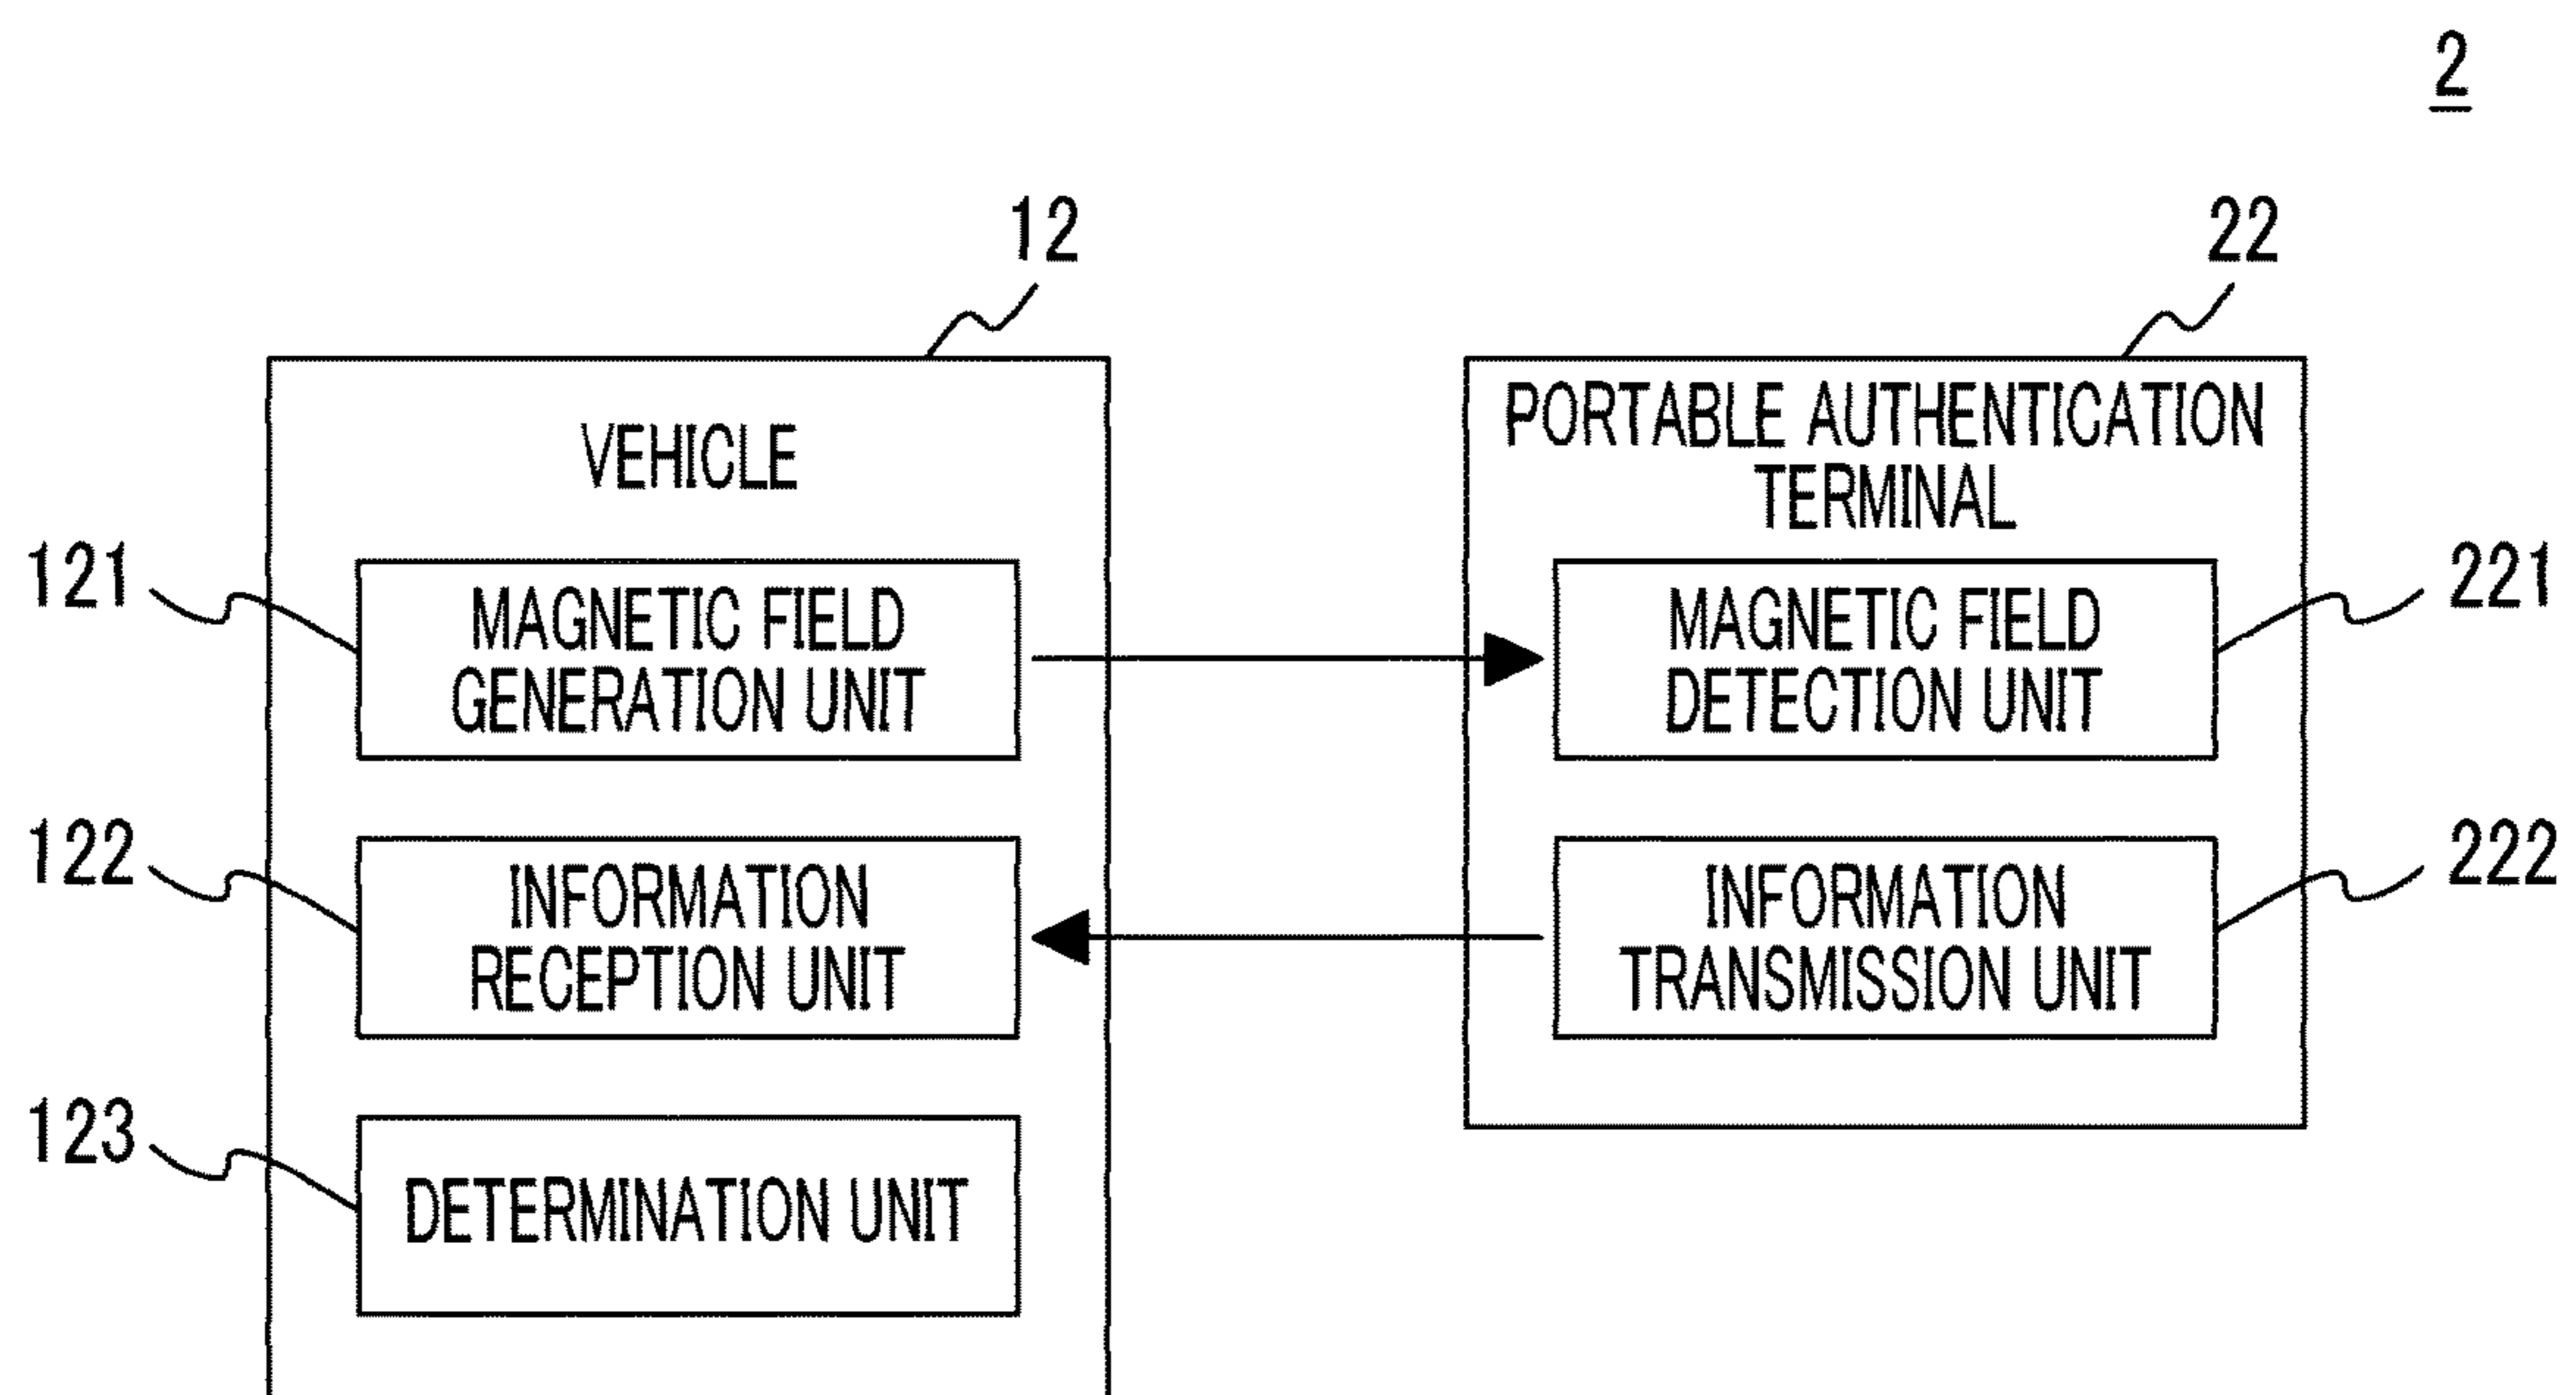 2
12
22
VEHICLE
PORTABLE AUTHENTICATION
TERMINAL
121
MAGNETIC FIELD
GENERATION UNIT
MAGNETIC FIELD
DETECTION UNIT
221
122
INFORMATION
RECEPTION UNIT
INFORMATION
TRANSMISSION UNIT
222
123
DETERMINATION UNIT